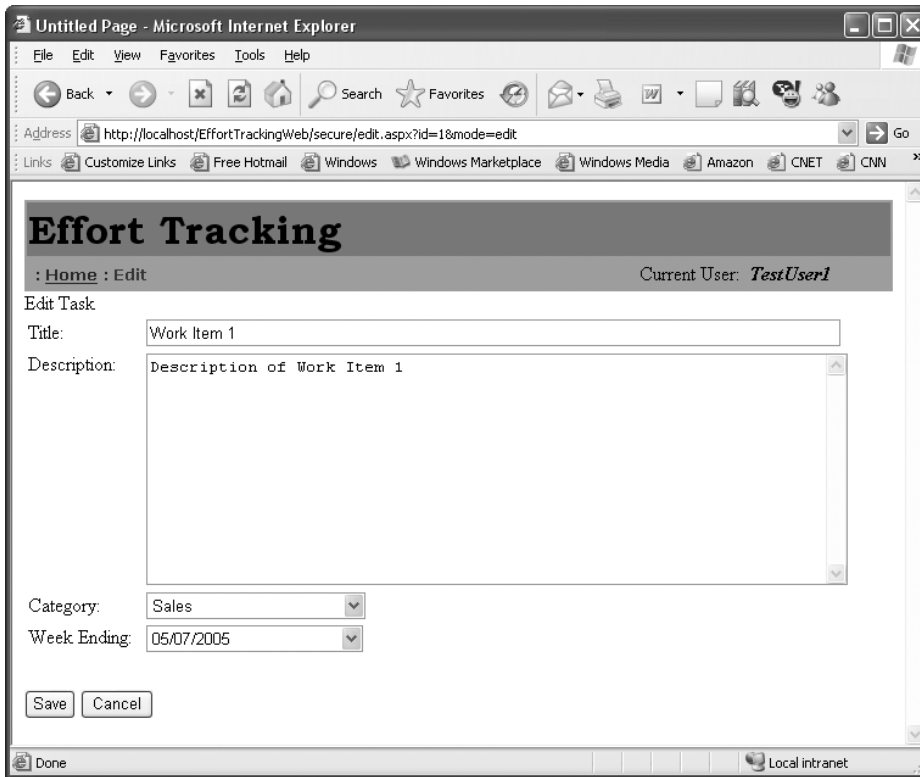 Untitled Page - Microsoft Internet Explorer
File Edit View Favorites Tools Help
Back Search Favorites W
Address http://localhost/EffortTrackingWeb/secure/edit.aspx?id=1&mode=edit Go
Links Customize Links Free Hotmail Windows Windows Marketplace Windows Media Amazon CNET CNN »
Effort Tracking
: Home : Edit Current User: TestUser1
Edit Task
Title: Work Item 1
Description: Description of Work Item 1
Category: Sales
Week Ending: 05/07/2005
Save Cancel
Done Local intranet